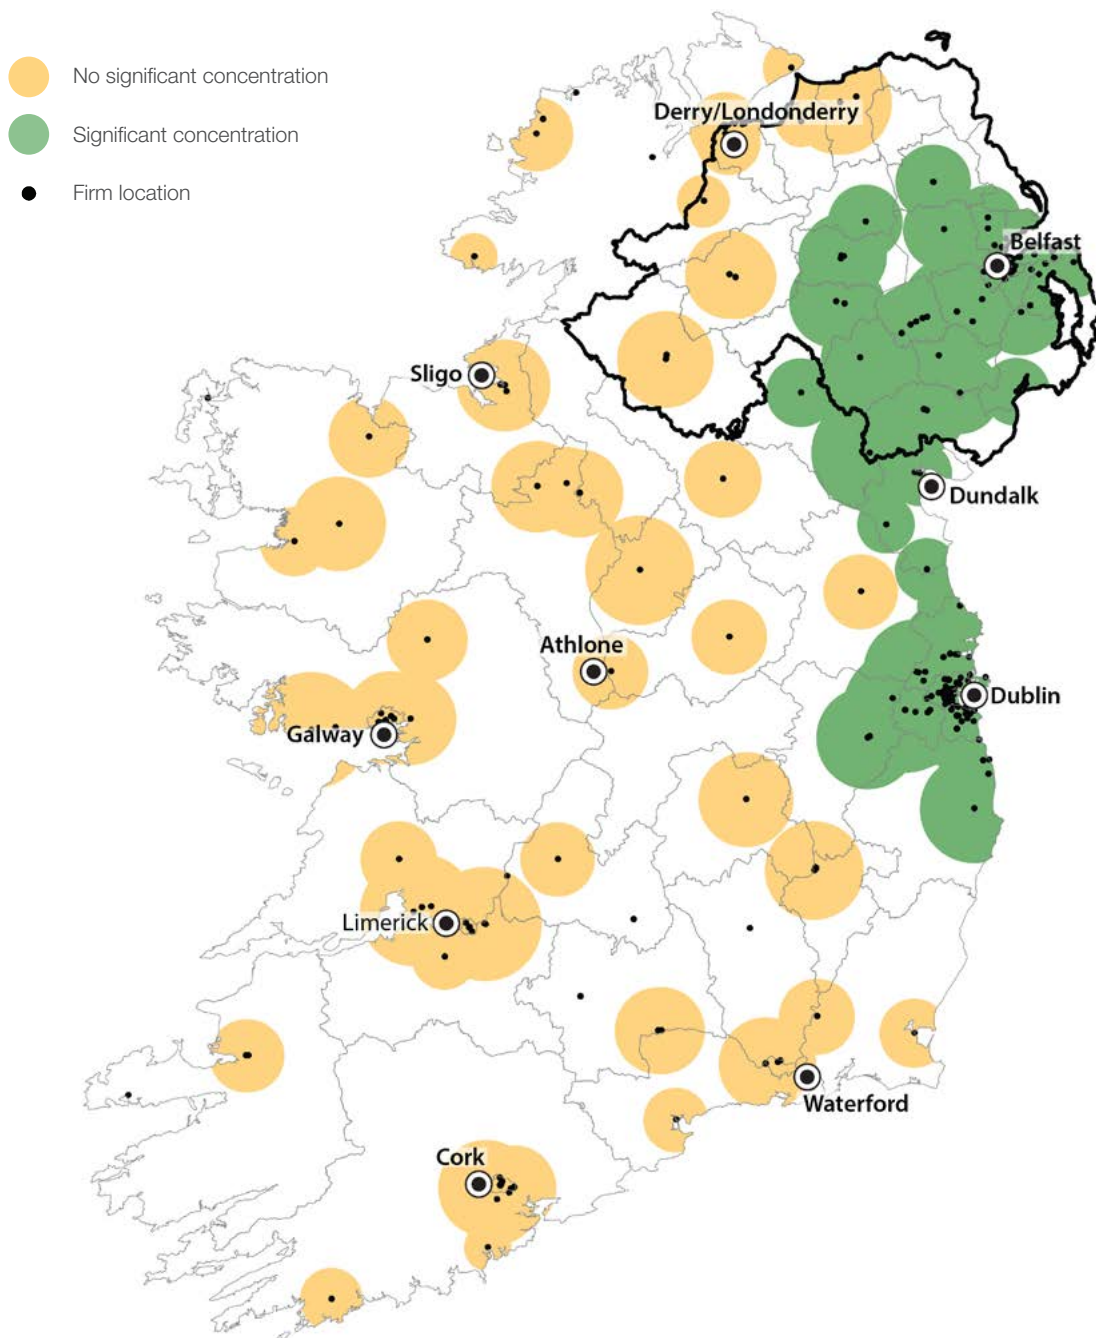 No significant concentration
Significant concentration
Firm location
Derry/Londonderry
Belfast
Sligo
Dundalk
Athlone
Dublin
Galway
Limerick
Waterford
Cork